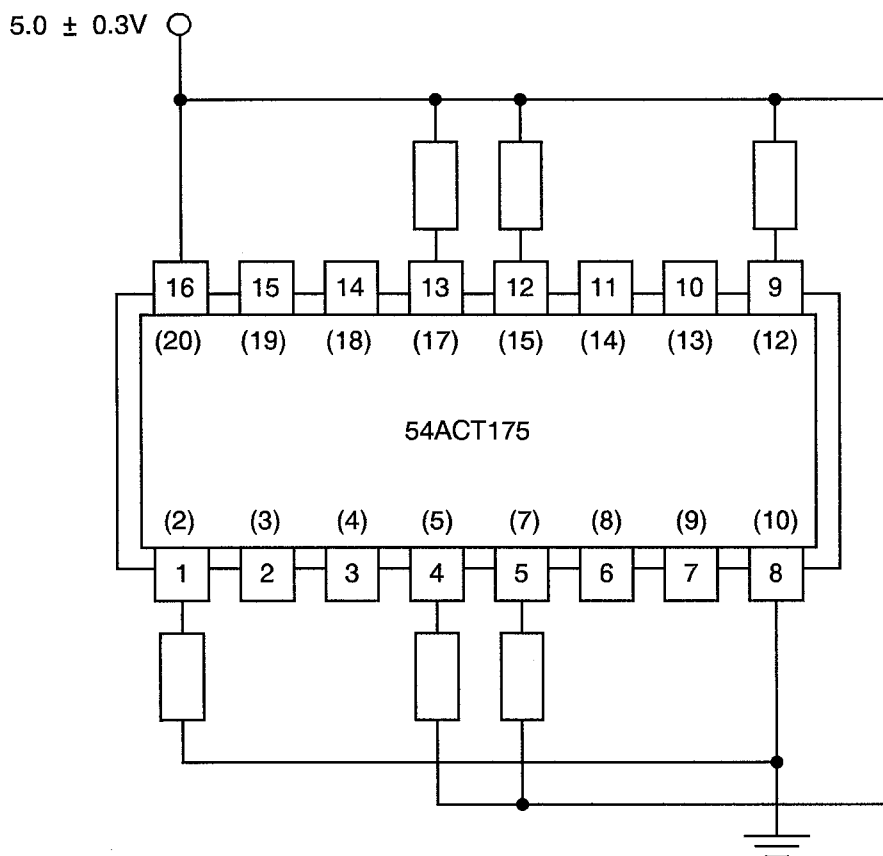 5.0 ± 0.3V
16 15 14 13 12 11 10 9
(20) (19) (18) (17) (15) (14) (13) (12)
54ACT175
(2) (3) (4) (5) (7) (8) (9) (10)
1 2 3 4 5 6 7 8